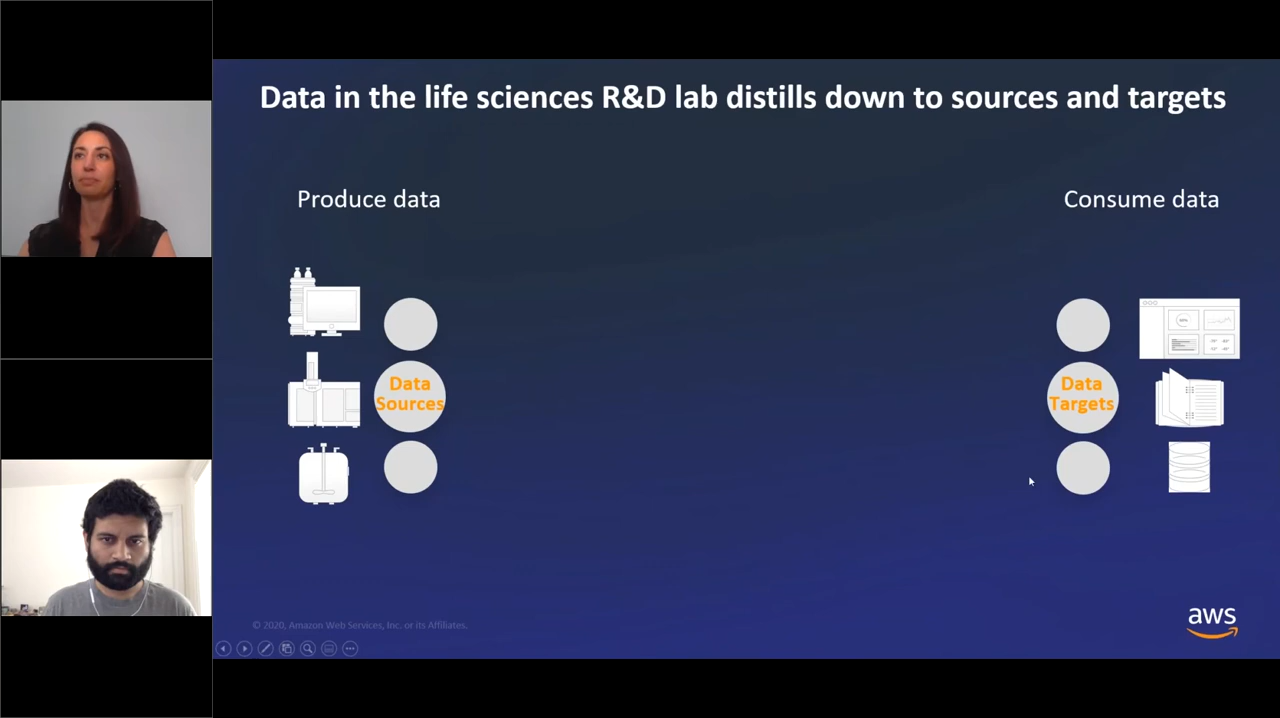 Data in the life sciences R&D lab distills down to sources and targets
Produce data
Consume data
Data
Sources
Data
Targets
© 2020, Amazon Web Services, Inc. or its Affiliates.
aws